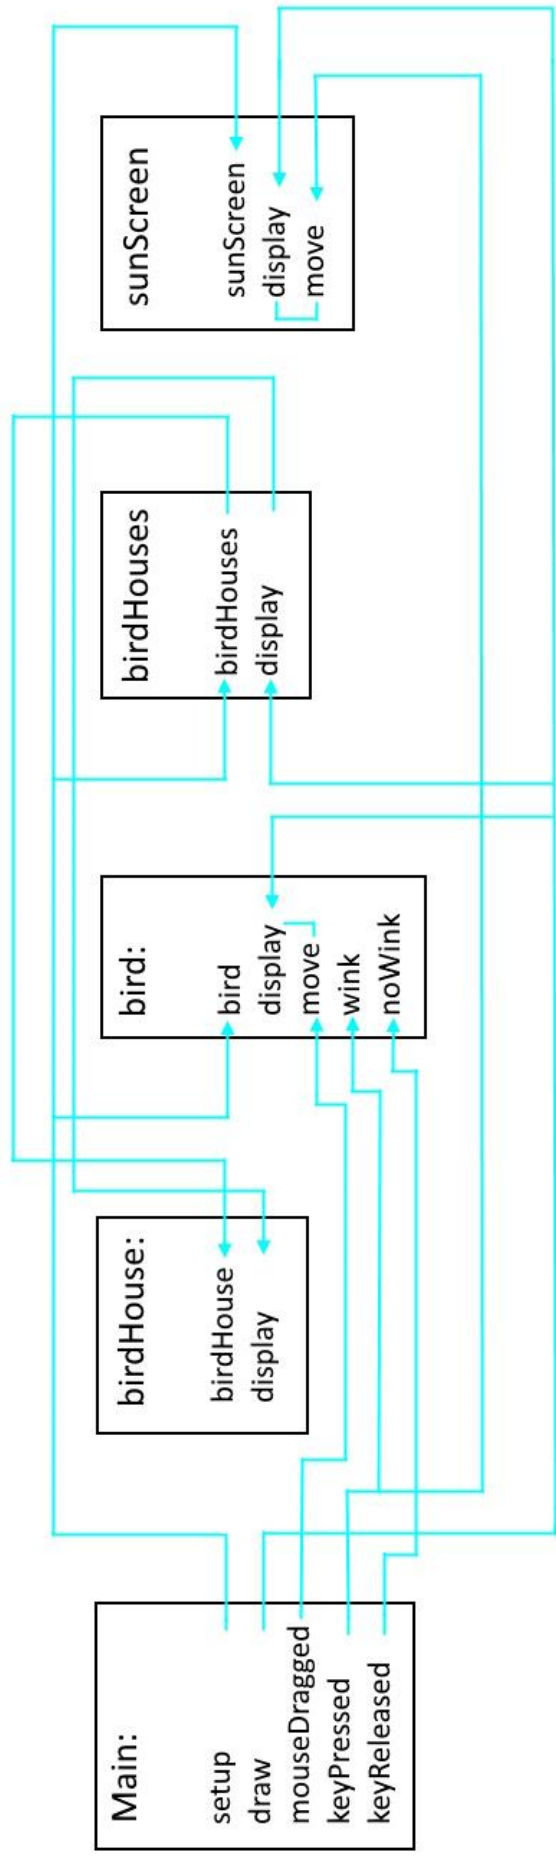 Main:
setup
draw
mouseDragged
keyPressed
keyReleased
birdHouse:
birdHouse
display
bird:
bird
display
move
wink
noWink
birdHouses
birdHouses
display
sunScreen
sunScreen
display
move